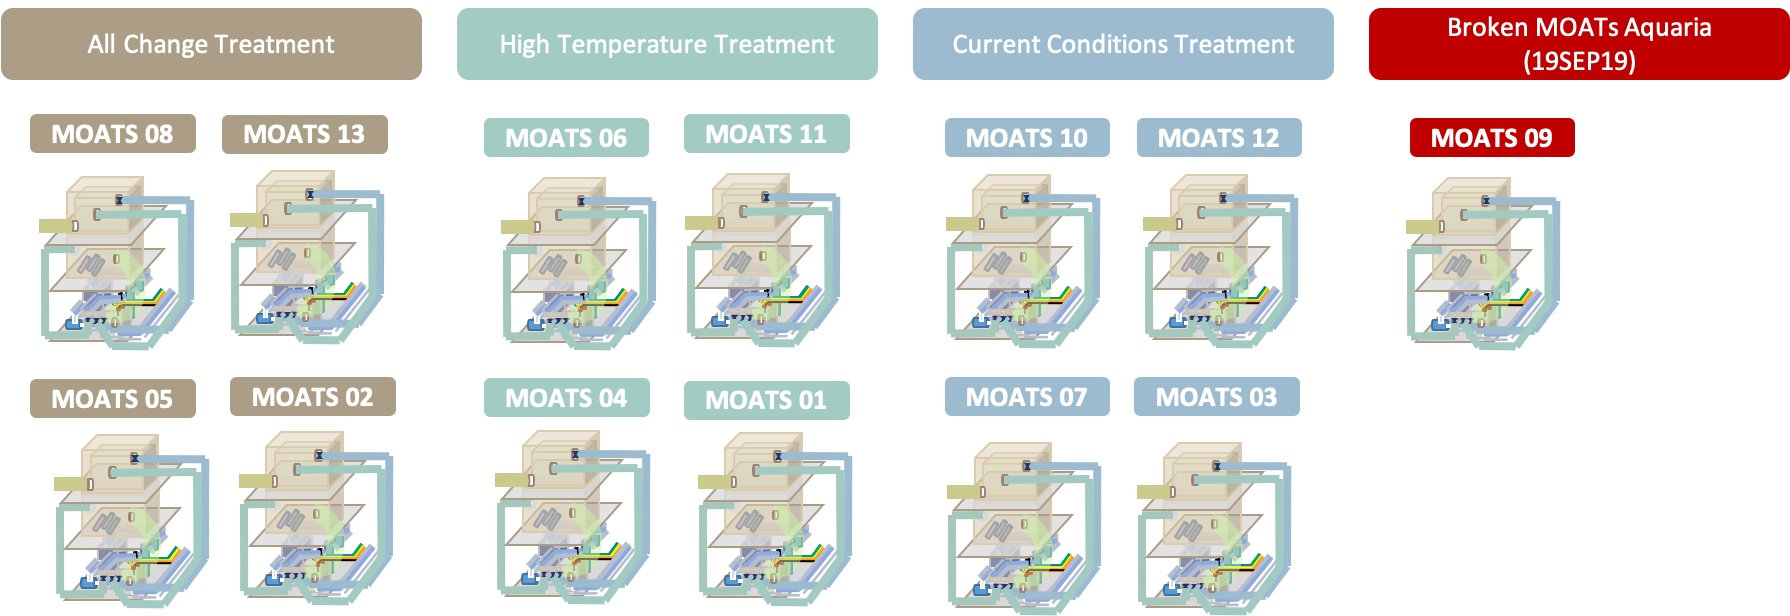 All Change Treatment
High Temperature Treatment
Current Conditions Treatment
Broken MOATs Aquaria
(19SEP19)
MOATS 08
MOATS 13
MOATS 06
MOATS 11
MOATS 10
MOATS 12
MOATS 09
MOATS 05
MOATS 02
MOATS 04
MOATS 01
MOATS 07
MOATS 03